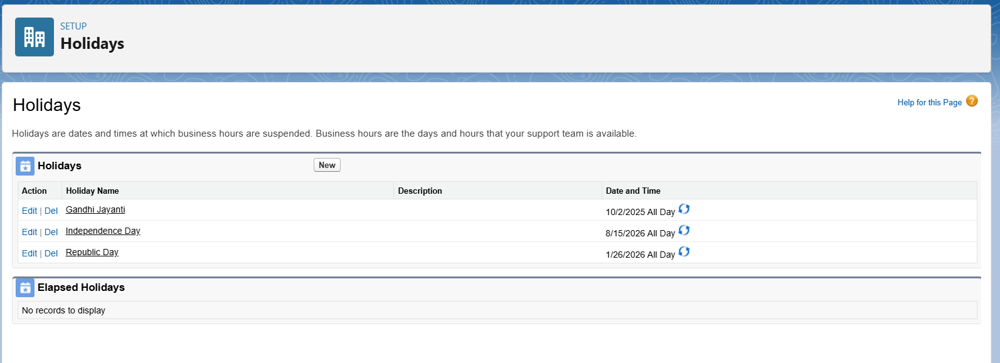 SETUP
Holidays
Holidays
Help for this Page ?
Holidays are dates and times at which business hours are suspended. Business hours are the days and hours that your support team is available.
Holidays New
Action Holiday Name Description Date and Time
Edit | Del Gandhi Jayanti 10/2/2025 All Day
Edit | Del Independence Day 8/15/2026 All Day
Edit | Del Republic Day 1/26/2026 All Day
Elapsed Holidays
No records to display